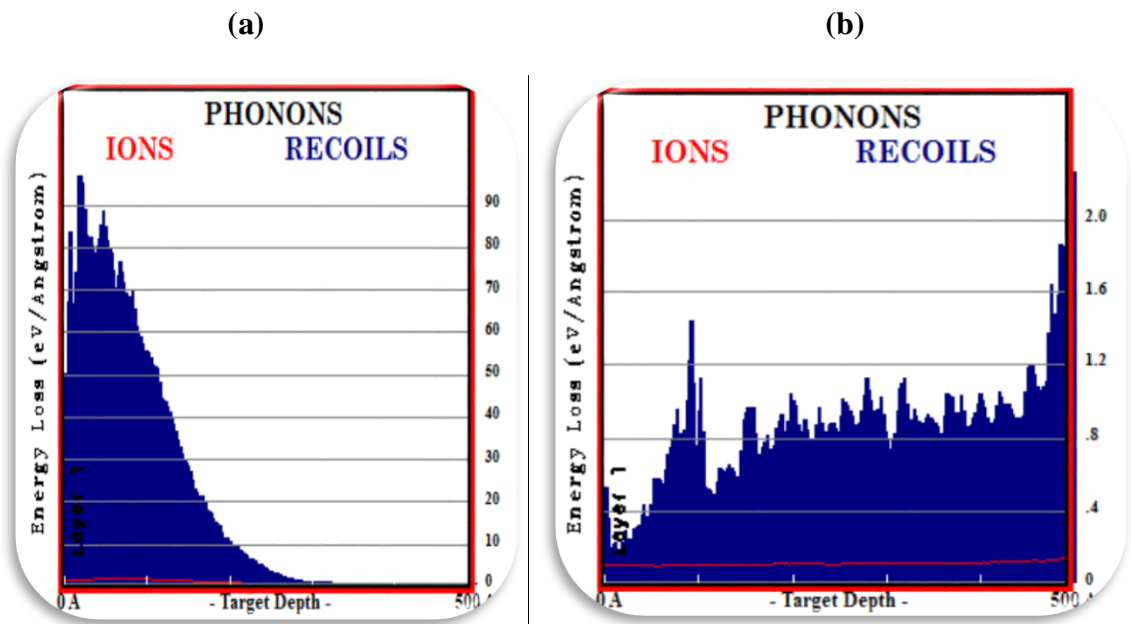 (a)
PHONONS
IONS RECOILS
Energy Loss (eV/Angstrom)
90
80
70
60
50
40
30
20
10
0
Layer 1
0 A - Target Depth - 500
(b)
PHONONS
IONS RECOILS
Energy Loss (eV/Angstrom)
2.0
1.6
1.2
.8
.4
0
Layer 1
0 A - Target Depth - 500